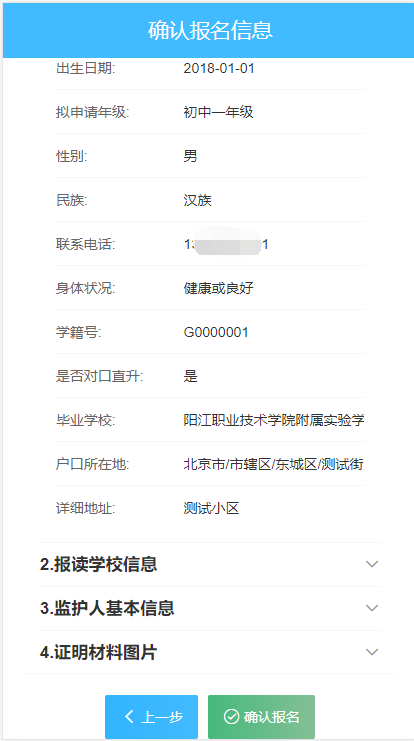 确认报名信息
出生日期: 2018-01-01
拟申请年级: 初中一年级
性别: 男
民族: 汉族
联系电话: 1 1
身体状况: 健康或良好
学籍号: G0000001
是否对口直升: 是
毕业学校: 阳江职业技术学院附属实验学
户口所在地: 北京市/市辖区/东城区/测试街
详细地址: 测试小区
2.报读学校信息
3.监护人基本信息
4.证明材料图片
上一步 确认报名